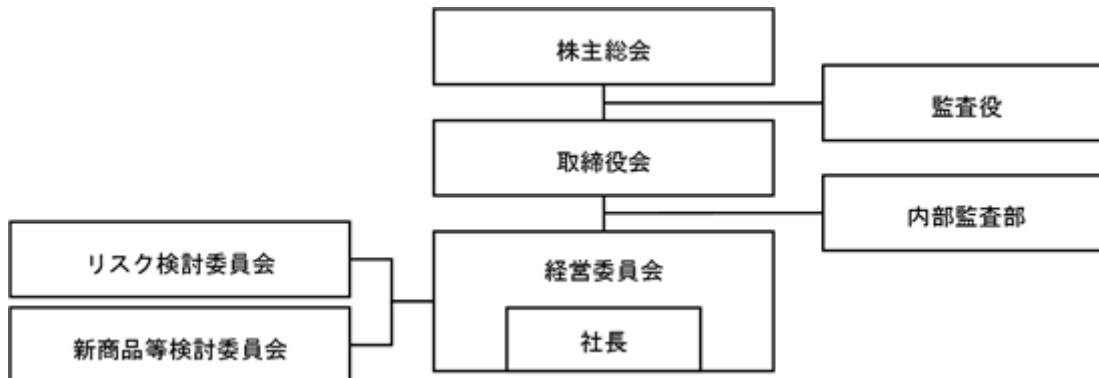 株主総会
監査役
取締役会
内部監査部
リスク検討委員会
経営委員会
新商品等検討委員会
社長